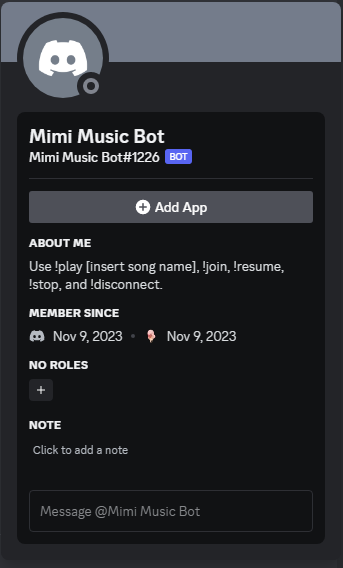 Mimi Music Bot
Mimi Music Bot#1226 BOT
Add App
ABOUT ME
Use !play [insert song name], !join, !resume,
!stop, and !disconnect.
MEMBER SINCE
Nov 9, 2023 • Nov 9, 2023
NO ROLES
+
NOTE
Click to add a note
Message @Mimi Music Bot